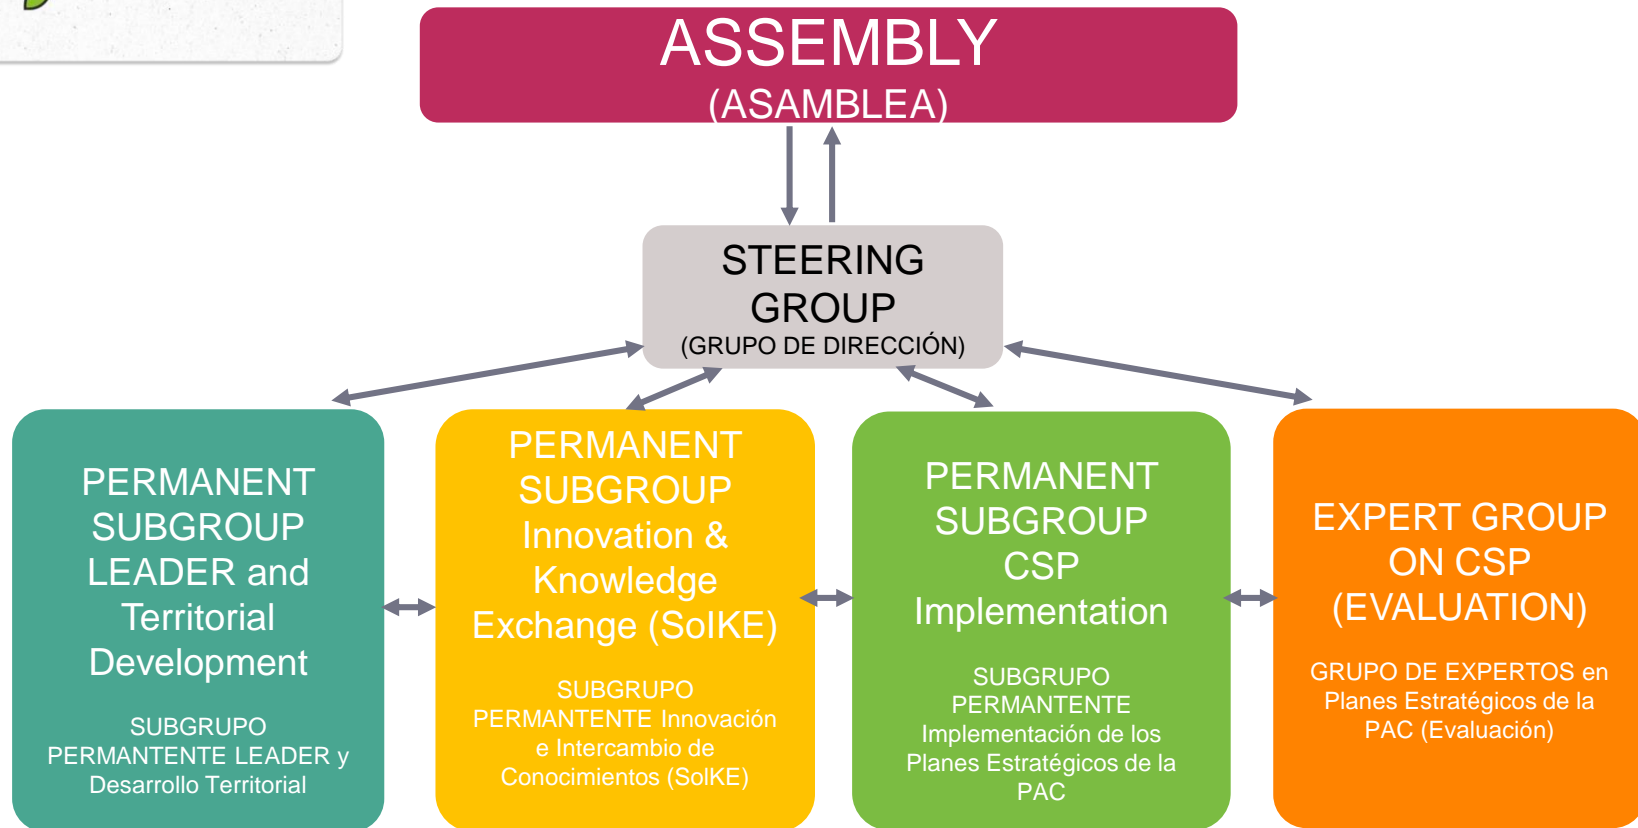 ASSEMBLY
(ASAMBLEA)
STEERING
GROUP
(GRUPO DE DIRECCIÓN)
PERMANENT
SUBGROUP
LEADER and
Territorial
Development
SUBGRUPO
PERMANTENTE LEADER y
Desarrollo Territorial
PERMANENT
SUBGROUP
Innovation &
Knowledge
Exchange (SoIKE)
SUBGRUPO
PERMANTENTE Innovación
e Intercambio de
Conocimientos (SoIKE)
PERMANENT
SUBGROUP
CSP
Implementation
SUBGRUPO
PERMANTENTE
Implementación de los
Planes Estratégicos de la
PAC
EXPERT GROUP
ON CSP
(EVALUATION)
GRUPO DE EXPERTOS en
Planes Estratégicos de la
PAC (Evaluación)